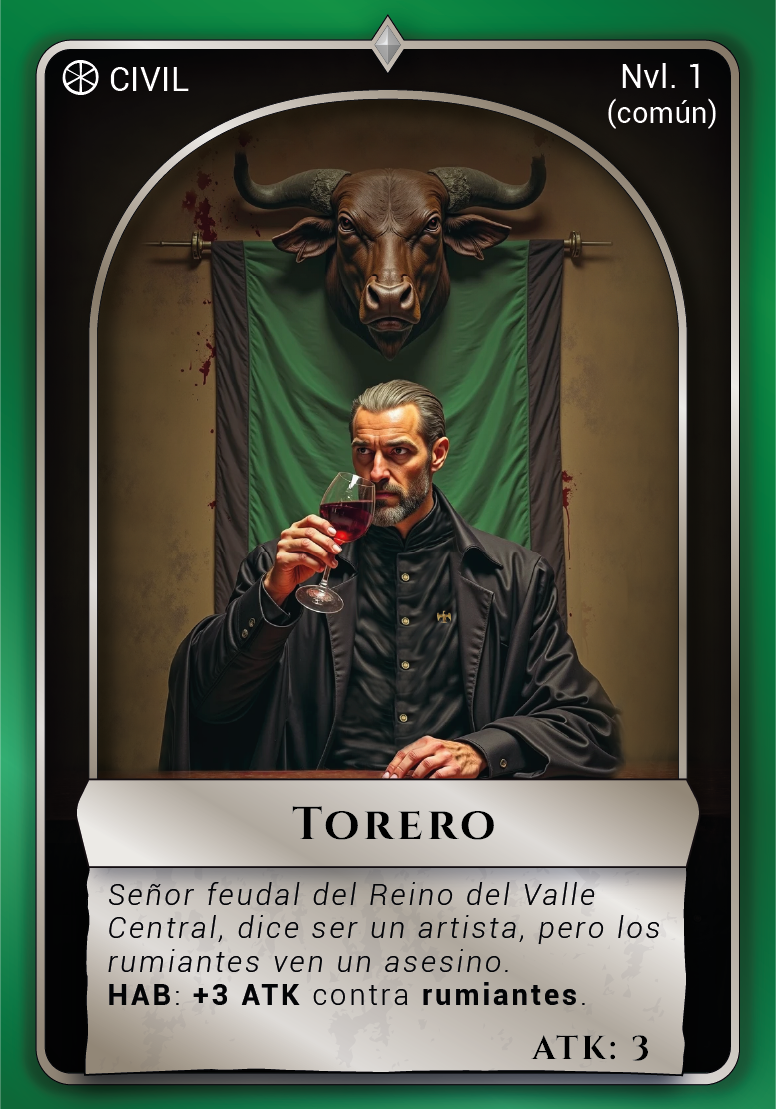 CIVIL
Nvl. 1
(común)
Torero
Señor feudal del Reino del Valle
Central, dice ser un artista, pero los
rumiantes ven un asesino.
HAB: +3 ATK contra rumiantes.
ATK: 3